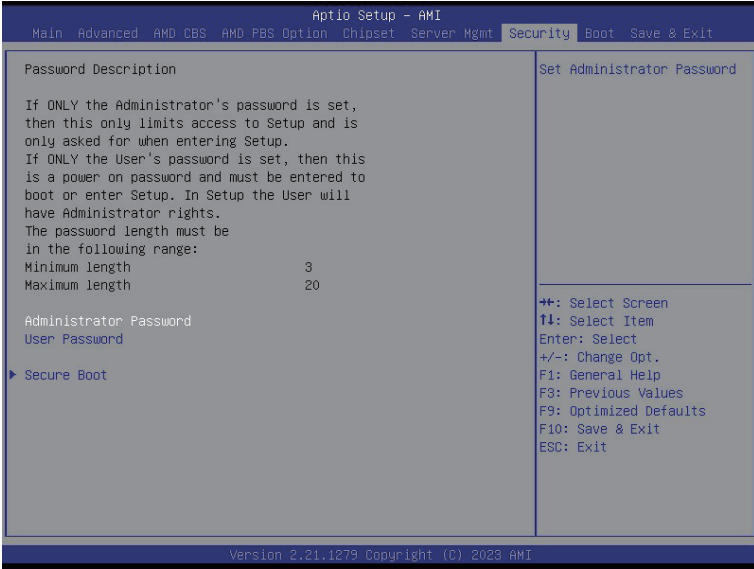 Aptio Setup - AMI
Main Advanced AMD CBS AMD PBS Option Chipset Server Mgmt Security Boot Save & Exit
Password Description
If ONLY the Administrator's password is set,
then this only limits access to Setup and is
only asked for when entering Setup.
If ONLY the User's password is set, then this
is a power on password and must be entered to
boot or enter Setup. In Setup the User will
have Administrator rights.
The password length must be
in the following range:
Minimum length 3
Maximum length 20
Administrator Password
User Password
Secure Boot
Set Administrator Password
→←: Select Screen
↑↓: Select Item
Enter: Select
+/-: Change Opt.
F1: General Help
F3: Previous Values
F9: Optimized Defaults
F10: Save & Exit
ESC: Exit
Version 2.21.1279 Copyright (C) 2023 AMI